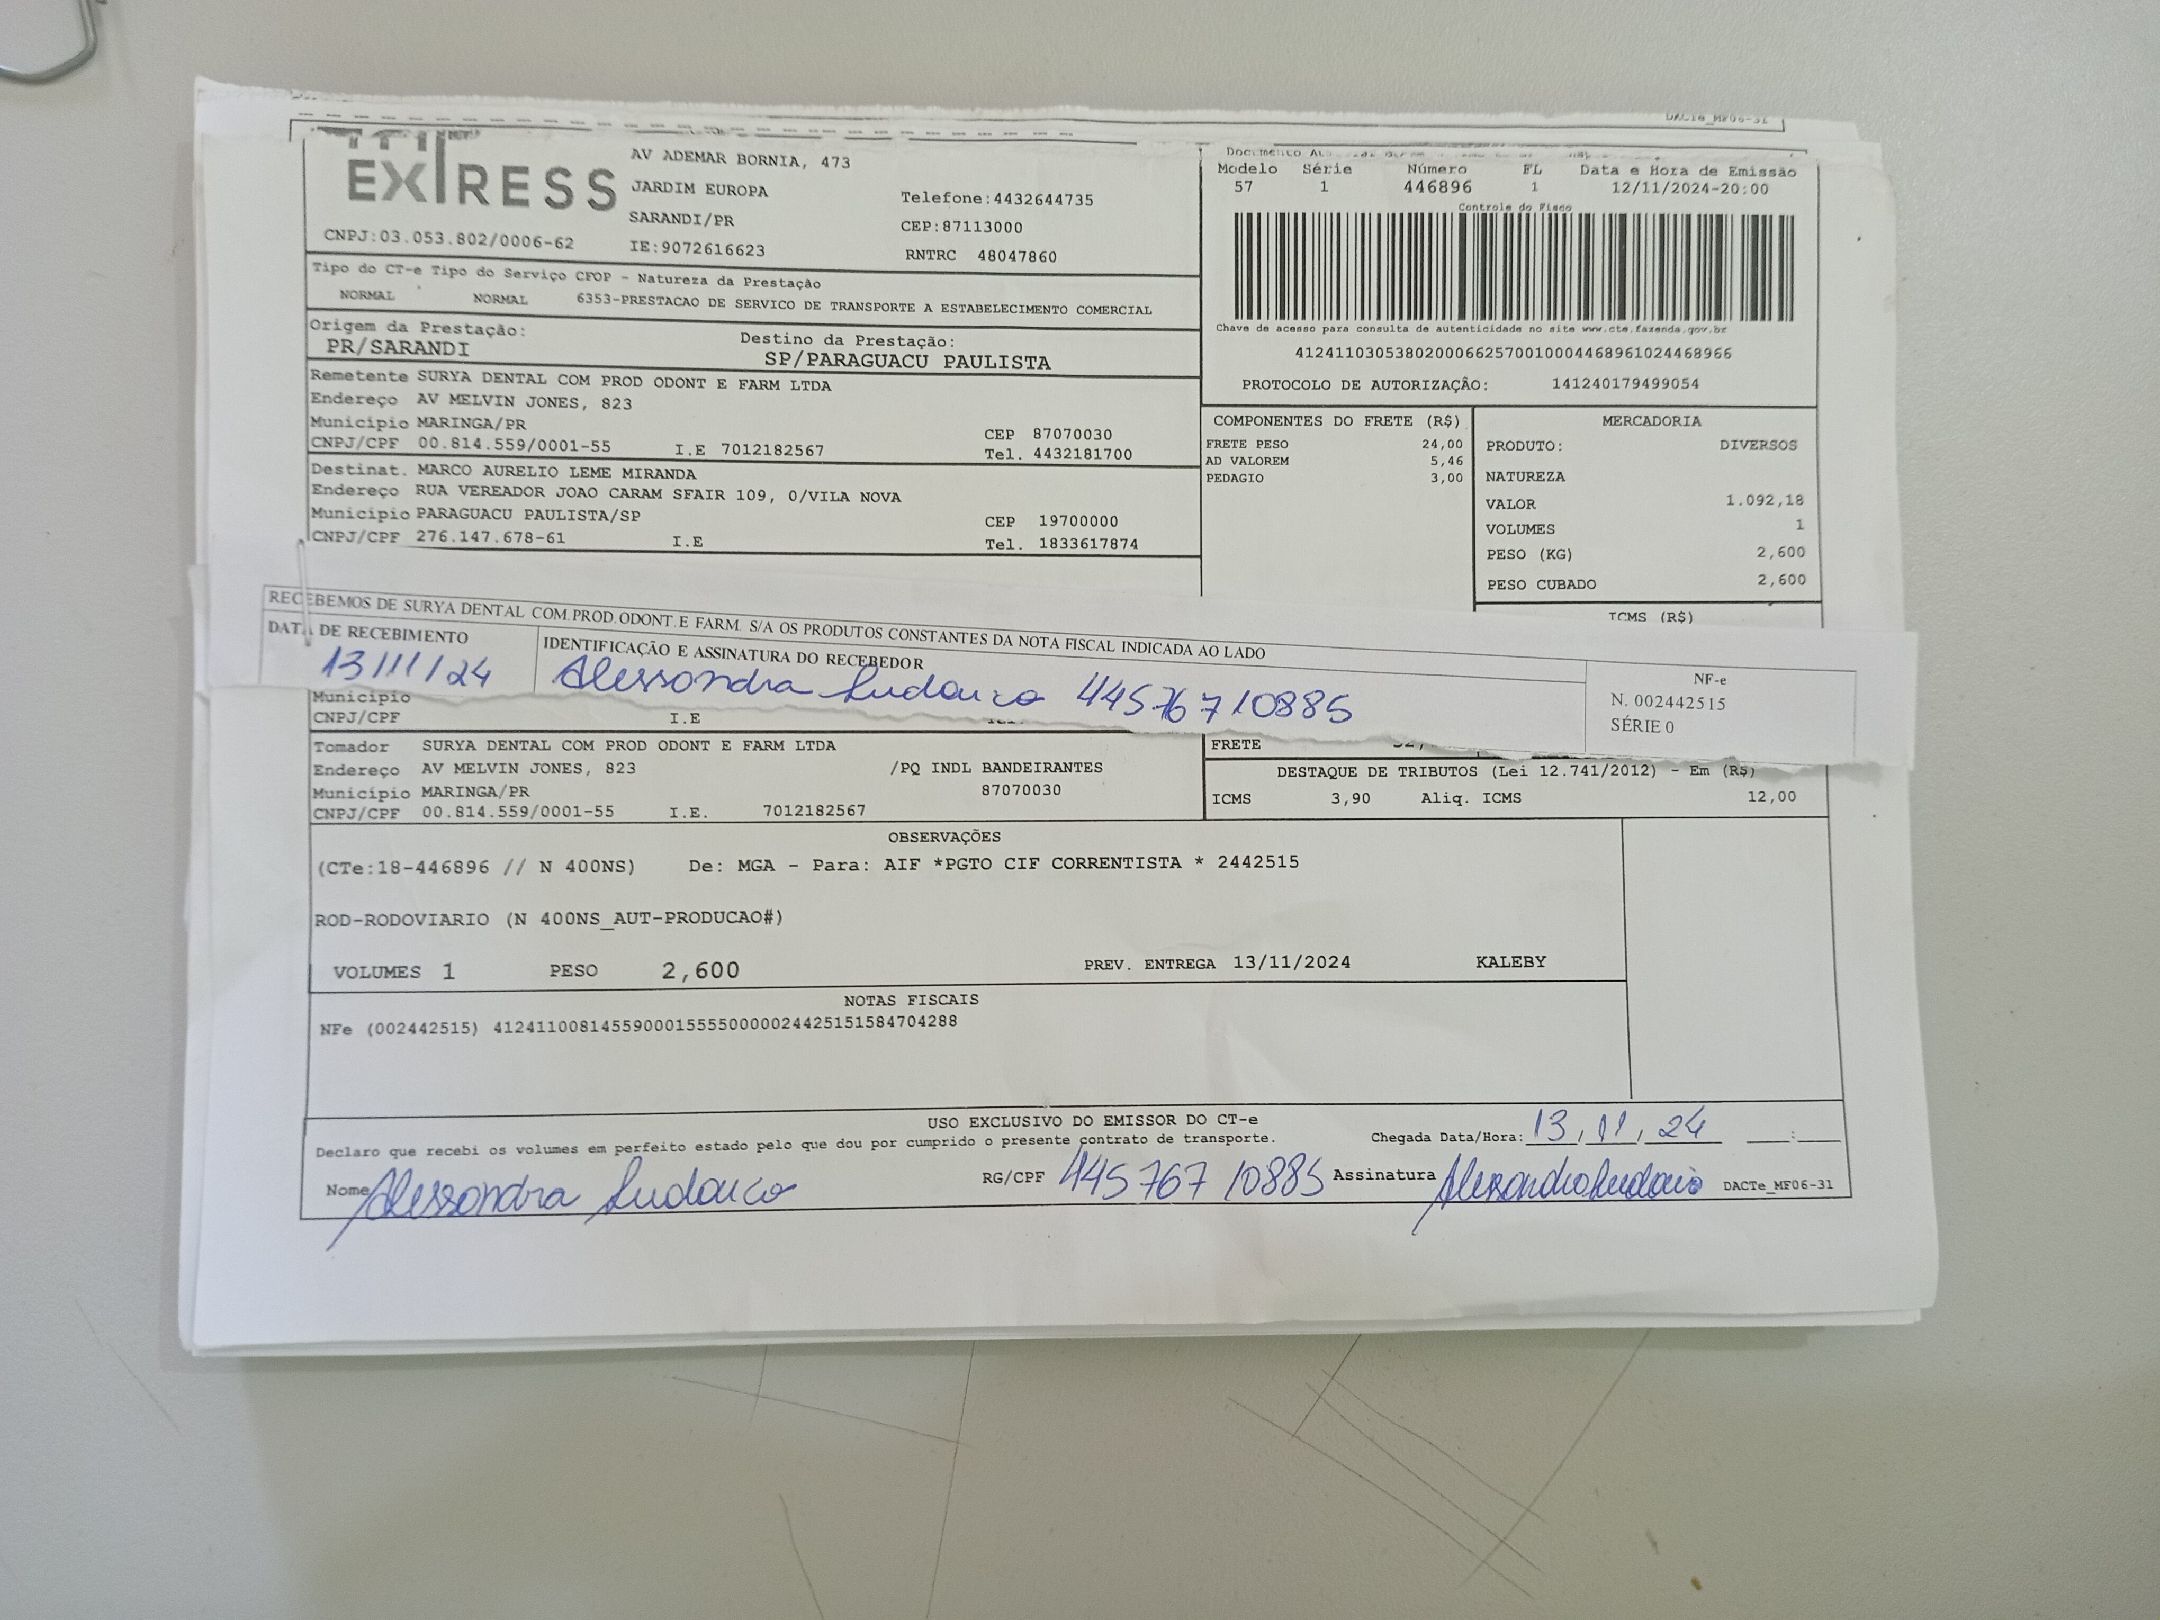 DACTe_MF06-31
EXPRESS
AV ADEMAR BORNIA, 473
JARDIM EUROPA
SARANDI/PR
IE:9072616623
CNPJ:03.053.802/0006-62
Telefone:4432644735
CEP:87113000
RNTRC 48047860
Modelo Série Número FL Data e Hora de Emissão
57 1 446896 1 12/11/2024-20:00
Controle do Fisco
Chave de acesso para consulta de autenticidade no site www.cte.fazenda.gov.br
41241103053802000662570010004468961024468966
PROTOCOLO DE AUTORIZAÇÃO: 141240179499054
Tipo do CT-e Tipo do Serviço CFOP - Natureza da Prestação
NORMAL NORMAL 6353-PRESTACAO DE SERVICO DE TRANSPORTE A ESTABELECIMENTO COMERCIAL
Origem da Prestação: Destino da Prestação:
PR/SARANDI SP/PARAGUACU PAULISTA
Remetente SURYA DENTAL COM PROD ODONT E FARM LTDA
Endereço AV MELVIN JONES, 823
Municipio MARINGA/PR CEP 87070030
CNPJ/CPF 00.814.559/0001-55 I.E 7012182567 Tel. 4432181700
Destinat. MARCO AURELIO LEME MIRANDA
Endereço RUA VEREADOR JOAO CARAM SFAIR 109, 0/VILA NOVA
Municipio PARAGUACU PAULISTA/SP CEP 19700000
CNPJ/CPF 276.147.678-61 I.E Tel. 1833617874
COMPONENTES DO FRETE (R$)
FRETE PESO 24,00
AD VALOREM 5,46
PEDAGIO 3,00
MERCADORIA
PRODUTO: DIVERSOS
NATUREZA
VALOR 1.092,18
VOLUMES 1
PESO (KG) 2,600
PESO CUBADO 2,600
ICMS (R$)
RECEBEMOS DE SURYA DENTAL COM.PROD.ODONT.E FARM. S/A OS PRODUTOS CONSTANTES DA NOTA FISCAL INDICADA AO LADO
DATA DE RECEBIMENTO IDENTIFICAÇÃO E ASSINATURA DO RECEBEDOR
13/11/24 Alessondra 44576710885
NF-e
N. 002442515
SÉRIE 0
Municipio
CNPJ/CPF I.E
Tomador SURYA DENTAL COM PROD ODONT E FARM LTDA
Endereço AV MELVIN JONES, 823 /PQ INDL BANDEIRANTES
Municipio MARINGA/PR 87070030
CNPJ/CPF 00.814.559/0001-55 I.E. 7012182567
FRETE
DESTAQUE DE TRIBUTOS (Lei 12.741/2012) - Em (R$)
ICMS 3,90 Aliq. ICMS 12,00
OBSERVAÇÕES
(CTe:18-446896 // N 400NS) De: MGA - Para: AIF *PGTO CIF CORRENTISTA * 2442515
ROD-RODOVIARIO (N 400NS_AUT-PRODUCAO#)
VOLUMES 1 PESO 2,600 PREV. ENTREGA 13/11/2024 KALEBY
NOTAS FISCAIS
NFe (002442515) 41241100814559000155550000024425151584704288
USO EXCLUSIVO DO EMISSOR DO CT-e
Declaro que recebi os volumes em perfeito estado pelo que dou por cumprido o presente contrato de transporte. Chegada Data/Hora: 13/11/24 __:__
Nome Alessondra RG/CPF 445767 10885 Assinatura DACTe_MF06-31